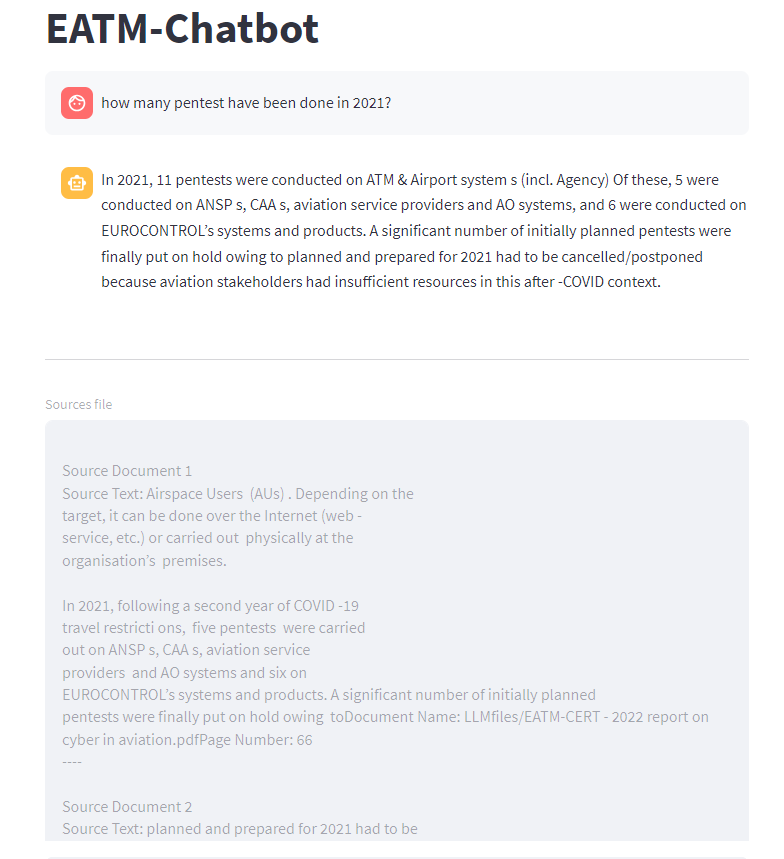 EATM-Chatbot
how many pentest have been done in 2021?
In 2021, 11 pentests were conducted on ATM & Airport system s (incl. Agency) Of these, 5 were
conducted on ANSP s, CAA s, aviation service providers and AO systems, and 6 were conducted on
EUROCONTROL's systems and products. A significant number of initially planned pentests were
finally put on hold owing to planned and prepared for 2021 had to be cancelled/postponed
because aviation stakeholders had insufficient resources in this after -COVID context.
Sources file
Source Document 1
Source Text: Airspace Users (AUs) . Depending on the
target, it can be done over the Internet (web -
service, etc.) or carried out physically at the
organisation's premises.
In 2021, following a second year of COVID -19
travel restricti ons, five pentests were carried
out on ANSP s, CAA s, aviation service
providers and AO systems and six on
EUROCONTROL's systems and products. A significant number of initially planned
pentests were finally put on hold owing toDocument Name: LLMfiles/EATM-CERT - 2022 report on
cyber in aviation.pdfPage Number: 66
----
Source Document 2
Source Text: planned and prepared for 2021 had to be